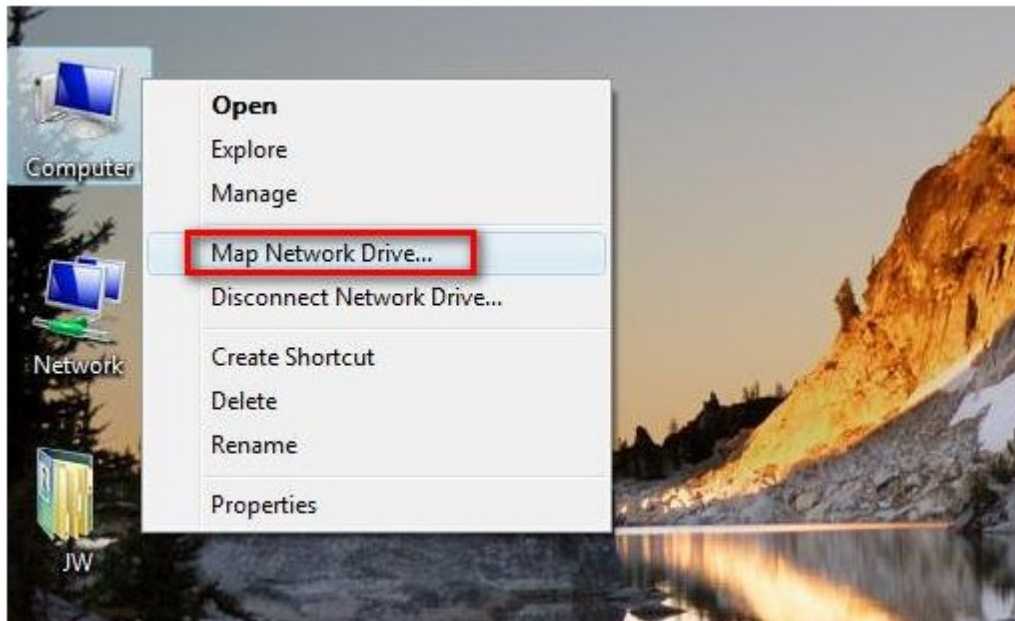 Computer
Open
Explore
Manage
Map Network Drive...
Disconnect Network Drive...
Network
Create Shortcut
Delete
Rename
Properties
JW